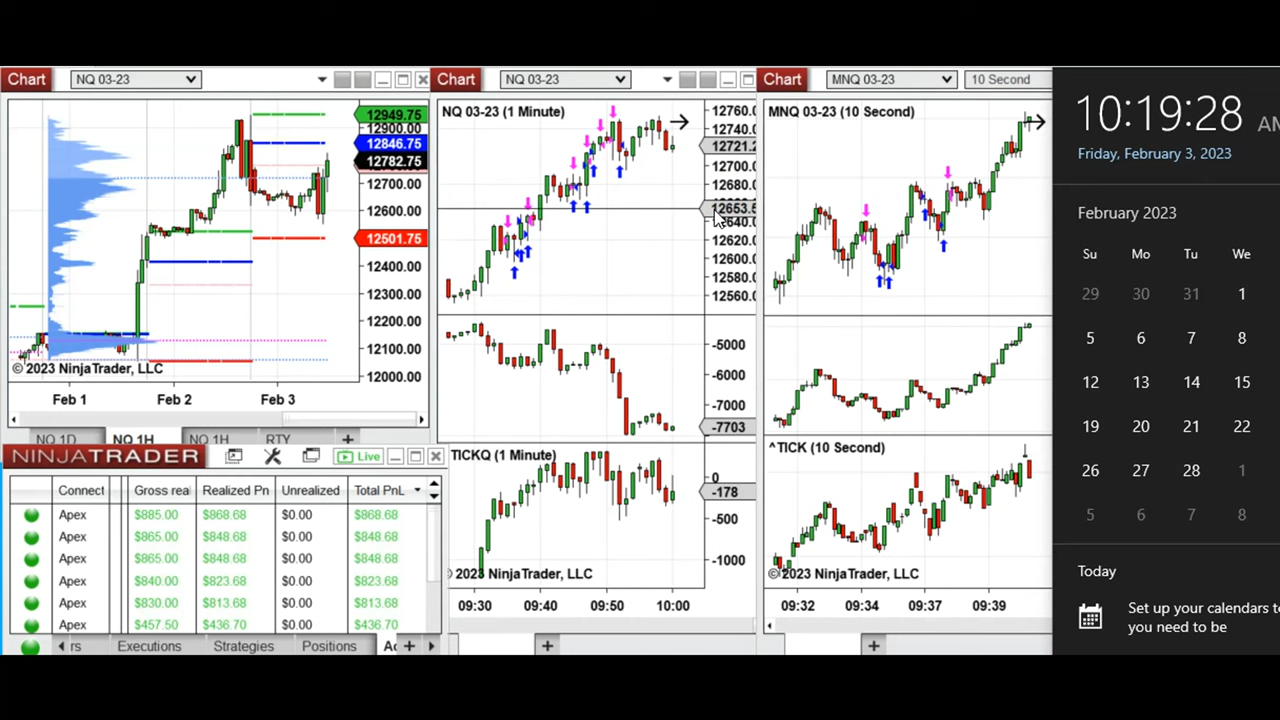 Chart
NQ 03-23
12949.75
12900.00
12846.75
12782.75
12700.00
12600.00
12501.75
12400.00
12300.00
12200.00
12100.00
12000.00
© 2023 NinjaTrader, LLC
Feb 1
Feb 2
Feb 3
NQ 1D
NQ 1H
NQ 1H
RTY
+
Chart
NQ 03-23
NQ 03-23 (1 Minute)
12760.0
12740.0
12721.2
12700.0
12680.0
12653.
12640.0
12620.0
12600.0
12580.0
12560.0
-5000
-6000
-7000
-7703
TICKQ (1 Minute)
0
-178
-500
-1000
2023 NinjaTrader, LLC
09:30
09:40
09:50
10:00
+
Chart
MNQ 03-23
10 Second
MNQ 03-23 (10 Second)
^TICK (10 Second)
© 2023 NinjaTrader, LLC
09:32
09:34
09:37
09:39
+
NINJATRADER
Live
Connect Gross rea Realized Pn Unrealized Total PnL
Apex $885.00 $868.68 $0.00 $868.68
Apex $865.00 $848.68 $0.00 $848.68
Apex $865.00 $848.68 $0.00 $848.68
Apex $840.00 $823.68 $0.00 $823.68
Apex $830.00 $813.68 $0.00 $813.68
Apex $457.50 $436.70 $0.00 $436.70
rs Executions Strategies Positions Ac +
10:19:28 AM
Friday, February 3, 2023
February 2023
Su Mo Tu We
29 30 31 1
5 6 7 8
12 13 14 15
19 20 21 22
26 27 28 1
5 6 7 8
Today
Set up your calendars to
you need to be